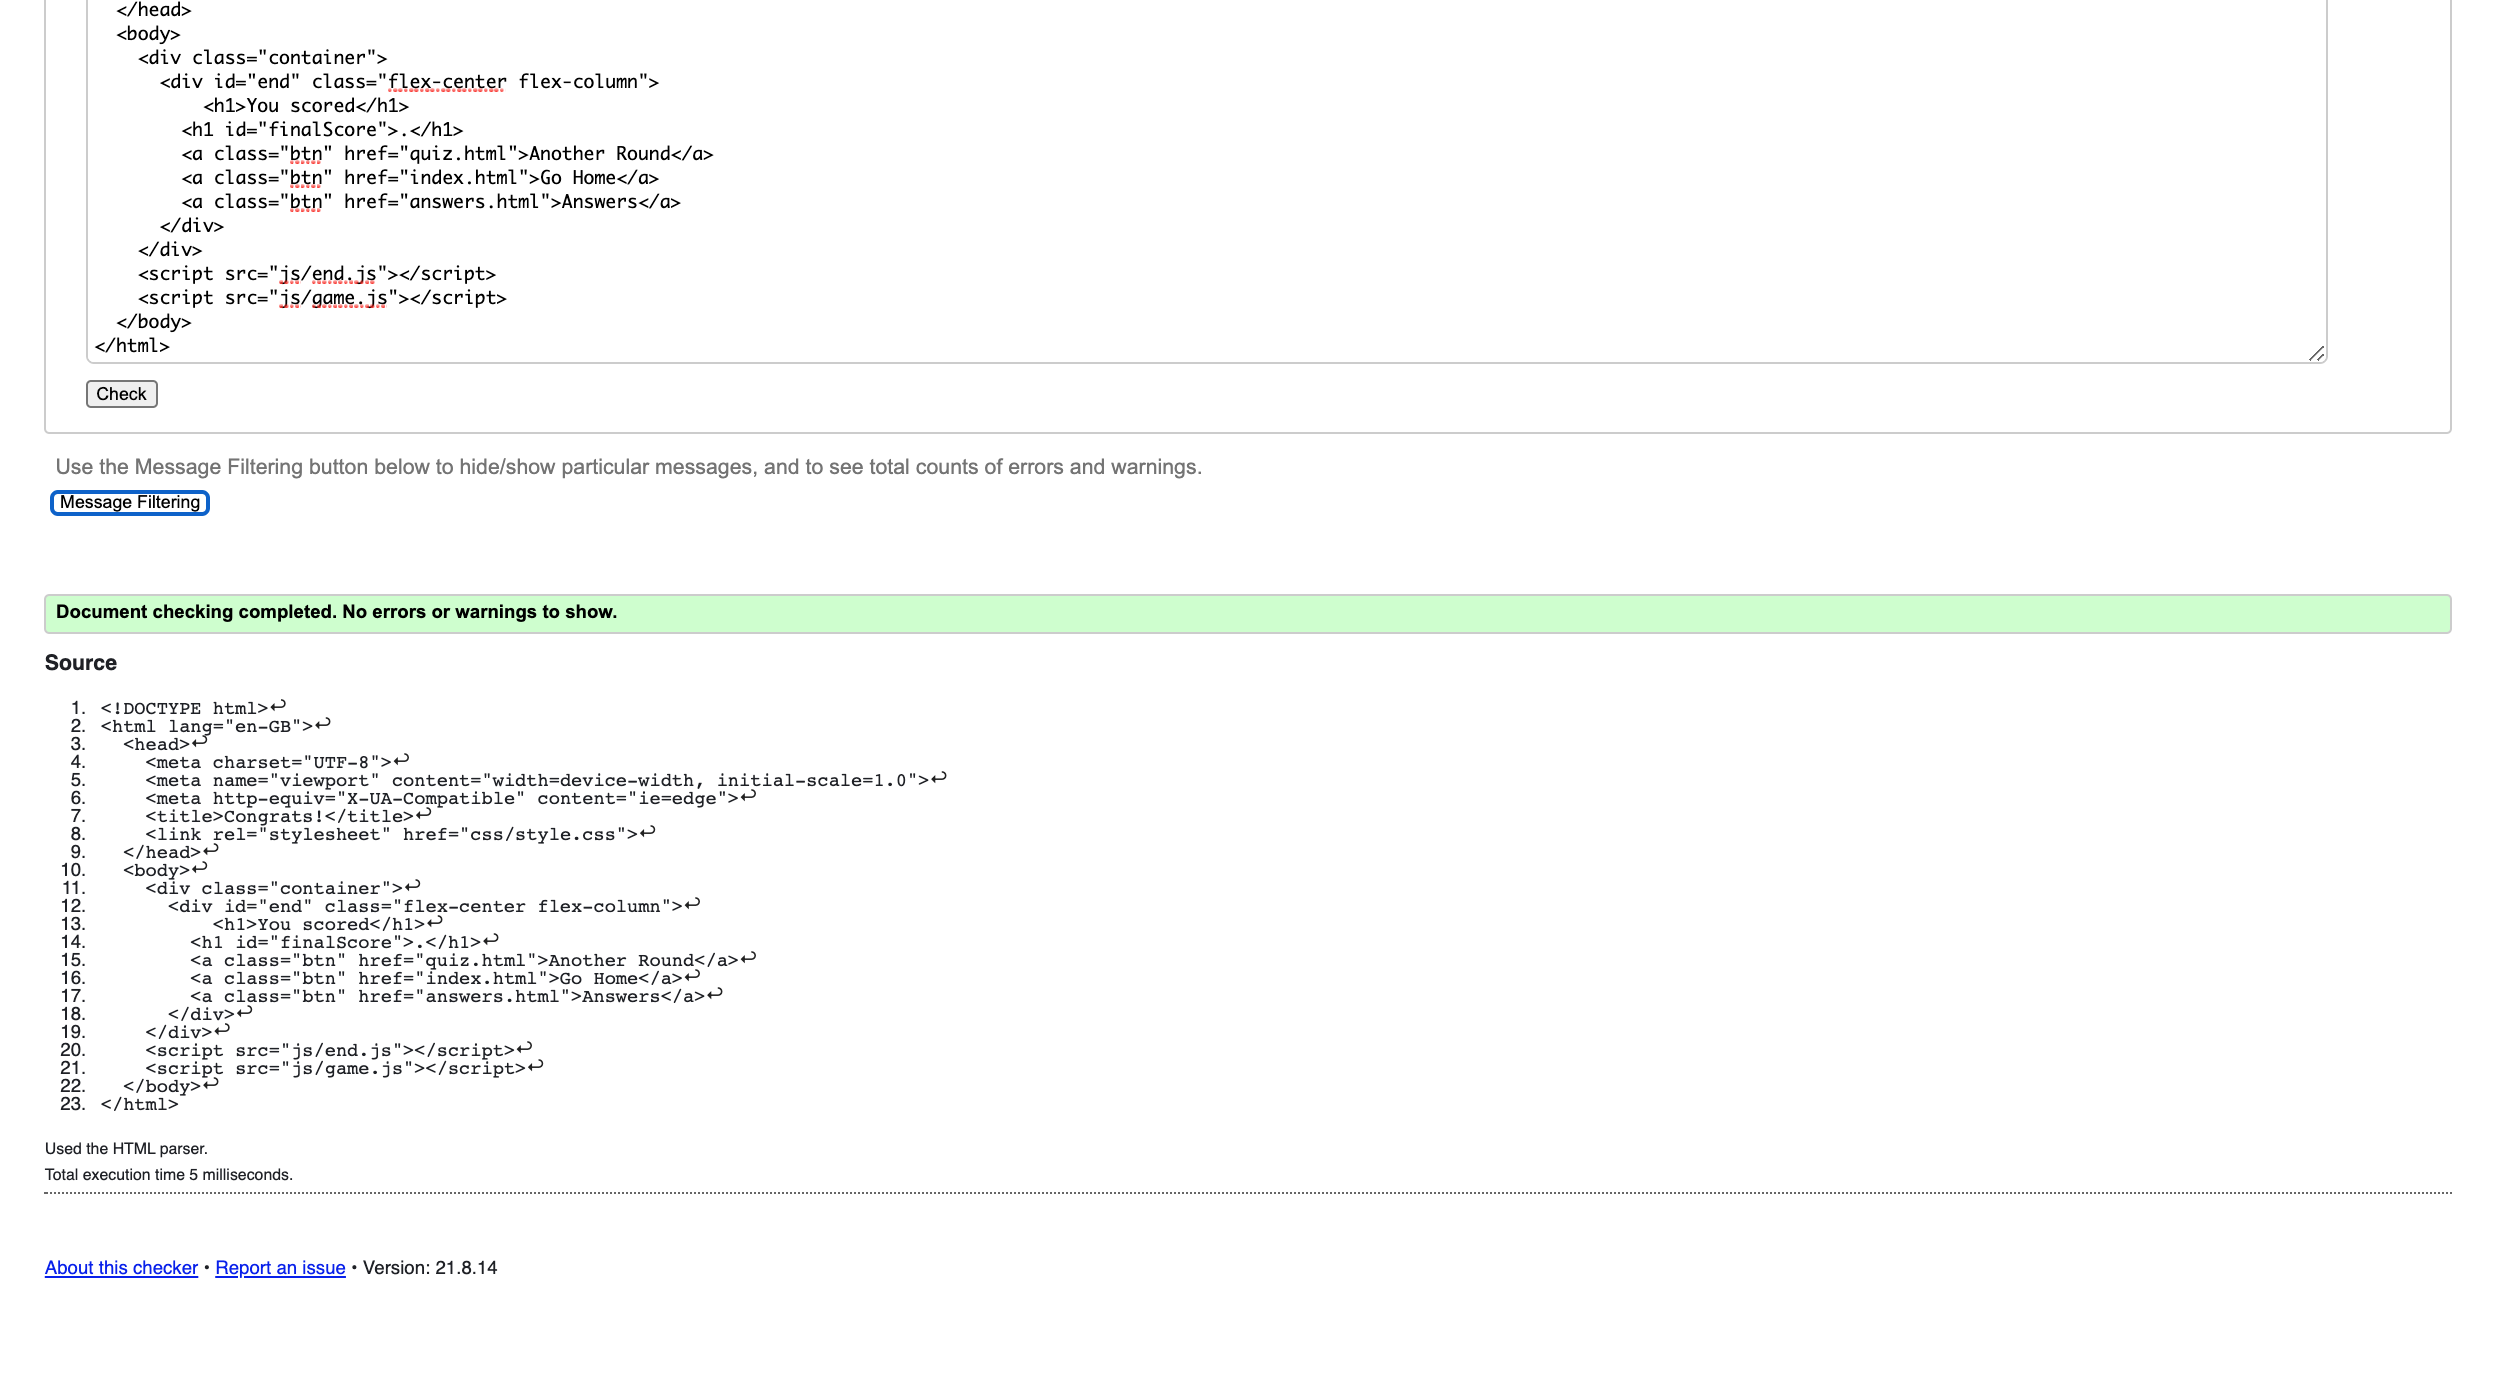 </head>
  <body>
    <div class="container">
      <div id="end" class="flex-center flex-column">
          <h1>You scored</h1>
        <h1 id="finalScore">.</h1>
        <a class="btn" href="quiz.html">Another Round</a>
        <a class="btn" href="index.html">Go Home</a>
        <a class="btn" href="answers.html">Answers</a>
      </div>
    </div>
    <script src="js/end.js"></script>
    <script src="js/game.js"></script>
  </body>
</html>
Check
Use the Message Filtering button below to hide/show particular messages, and to see total counts of errors and warnings.
Message Filtering
Document checking completed. No errors or warnings to show.
Source
1. <!DOCTYPE html>↩
2. <html lang="en-GB">↩
3.   <head>↩
4.     <meta charset="UTF-8">↩
5.     <meta name="viewport" content="width=device-width, initial-scale=1.0">↩
6.     <meta http-equiv="X-UA-Compatible" content="ie=edge">↩
7.     <title>Congrats!</title>↩
8.     <link rel="stylesheet" href="css/style.css">↩
9.   </head>↩
10.   <body>↩
11.     <div class="container">↩
12.       <div id="end" class="flex-center flex-column">↩
13.           <h1>You scored</h1>↩
14.         <h1 id="finalScore">.</h1>↩
15.         <a class="btn" href="quiz.html">Another Round</a>↩
16.         <a class="btn" href="index.html">Go Home</a>↩
17.         <a class="btn" href="answers.html">Answers</a>↩
18.       </div>↩
19.     </div>↩
20.     <script src="js/end.js"></script>↩
21.     <script src="js/game.js"></script>↩
22.   </body>↩
23. </html>
Used the HTML parser.
Total execution time 5 milliseconds.
About this checker • Report an issue • Version: 21.8.14